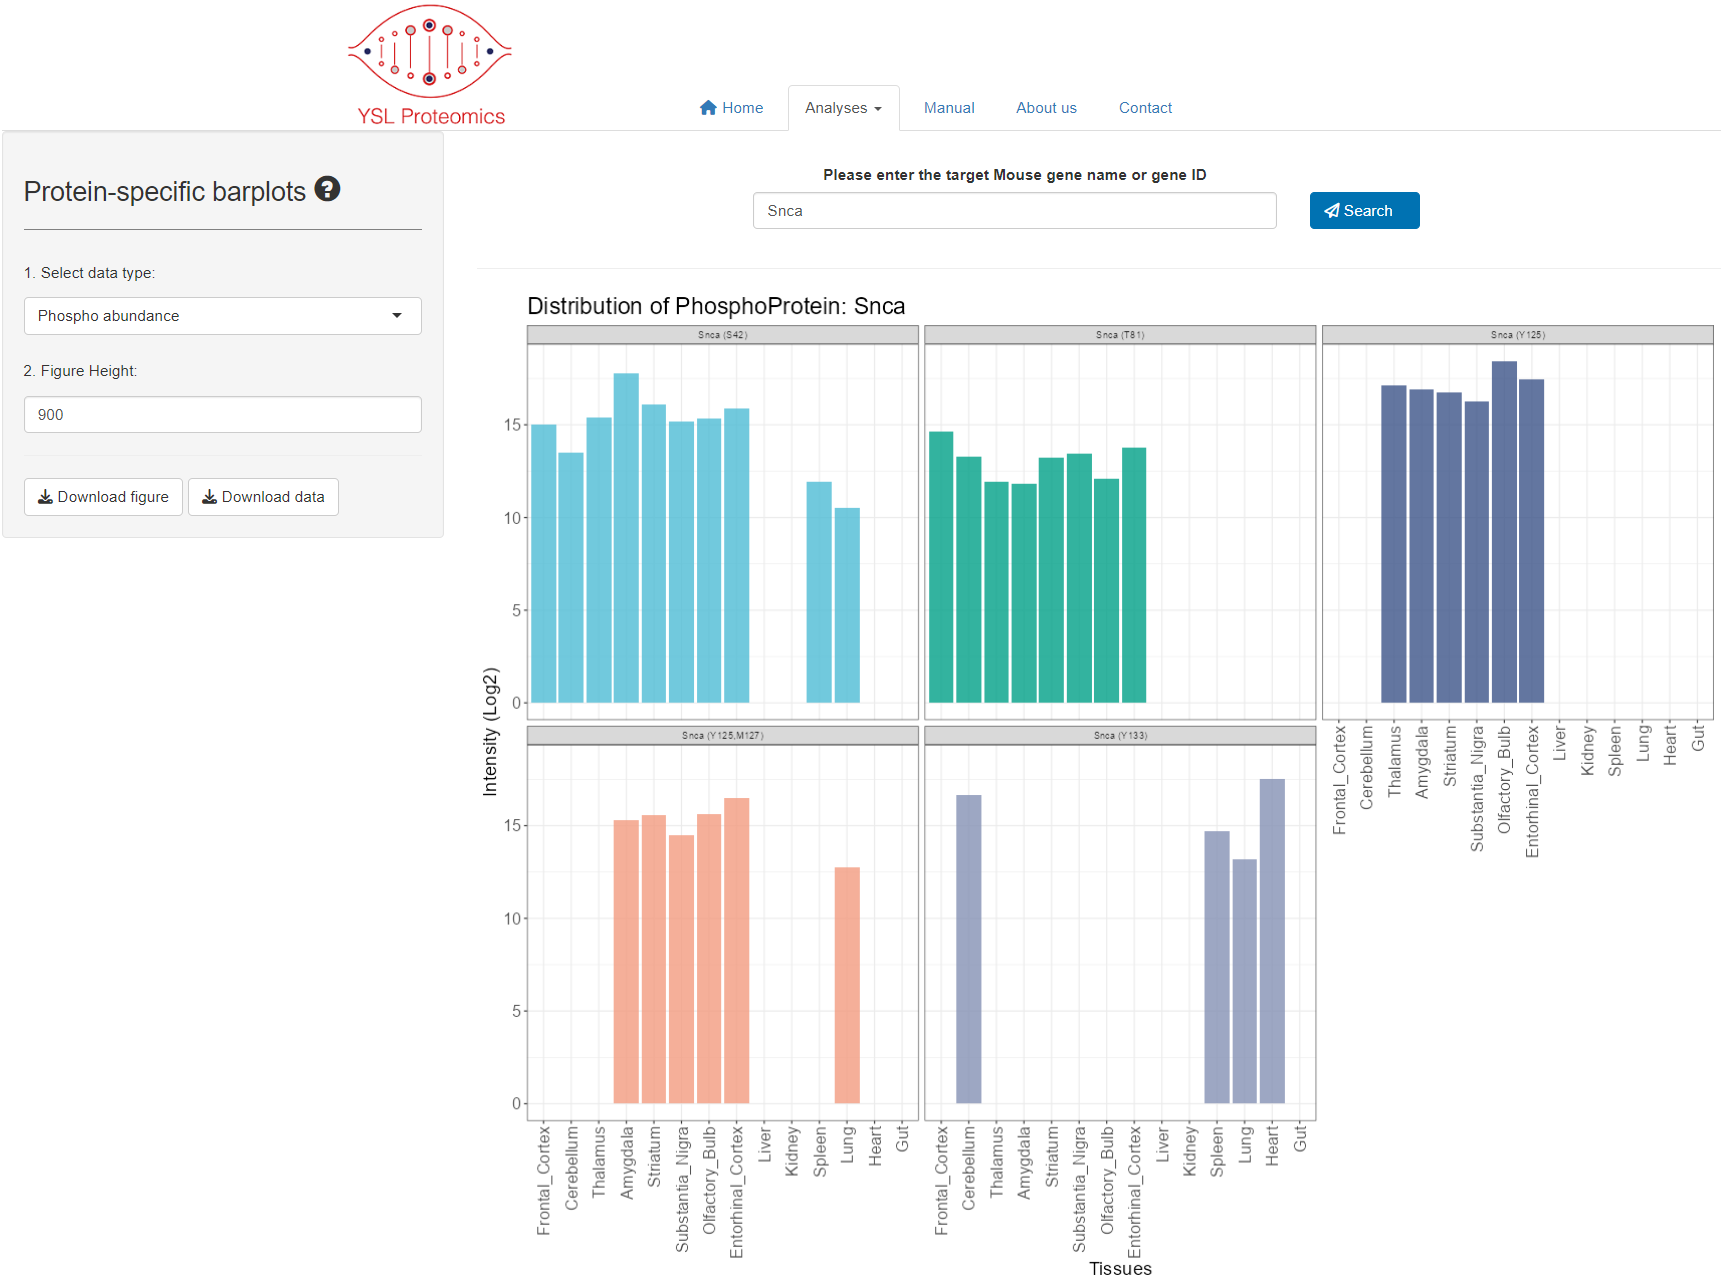 YSL Proteomics
Home
Analyses
Manual
About us
Contact
Protein-specific barplots ?
1. Select data type:
Phospho abundance
2. Figure Height:
900
Download figure
Download data
Please enter the target Mouse gene name or gene ID
Snca
Search
Distribution of PhosphoProtein: Snca
Snca (S42)
Snca (T81)
Snca (Y125)
15
10
5
0
Frontal_Cortex
Cerebellum
Thalamus
Amygdala
Striatum
Substantia_Nigra
Olfactory_Bulb
Entorhinal_Cortex
Liver
Kidney
Spleen
Lung
Heart
Gut
Intensity (Log2)
Snca (Y125,M127)
Snca (Y133)
15
10
5
0
Frontal_Cortex
Cerebellum
Thalamus
Amygdala
Striatum
Substantia_Nigra
Olfactory_Bulb
Entorhinal_Cortex
Liver
Kidney
Spleen
Lung
Heart
Gut
Frontal_Cortex
Cerebellum
Thalamus
Amygdala
Striatum
Substantia_Nigra
Olfactory_Bulb
Entorhinal_Cortex
Liver
Kidney
Spleen
Lung
Heart
Gut
Tissues